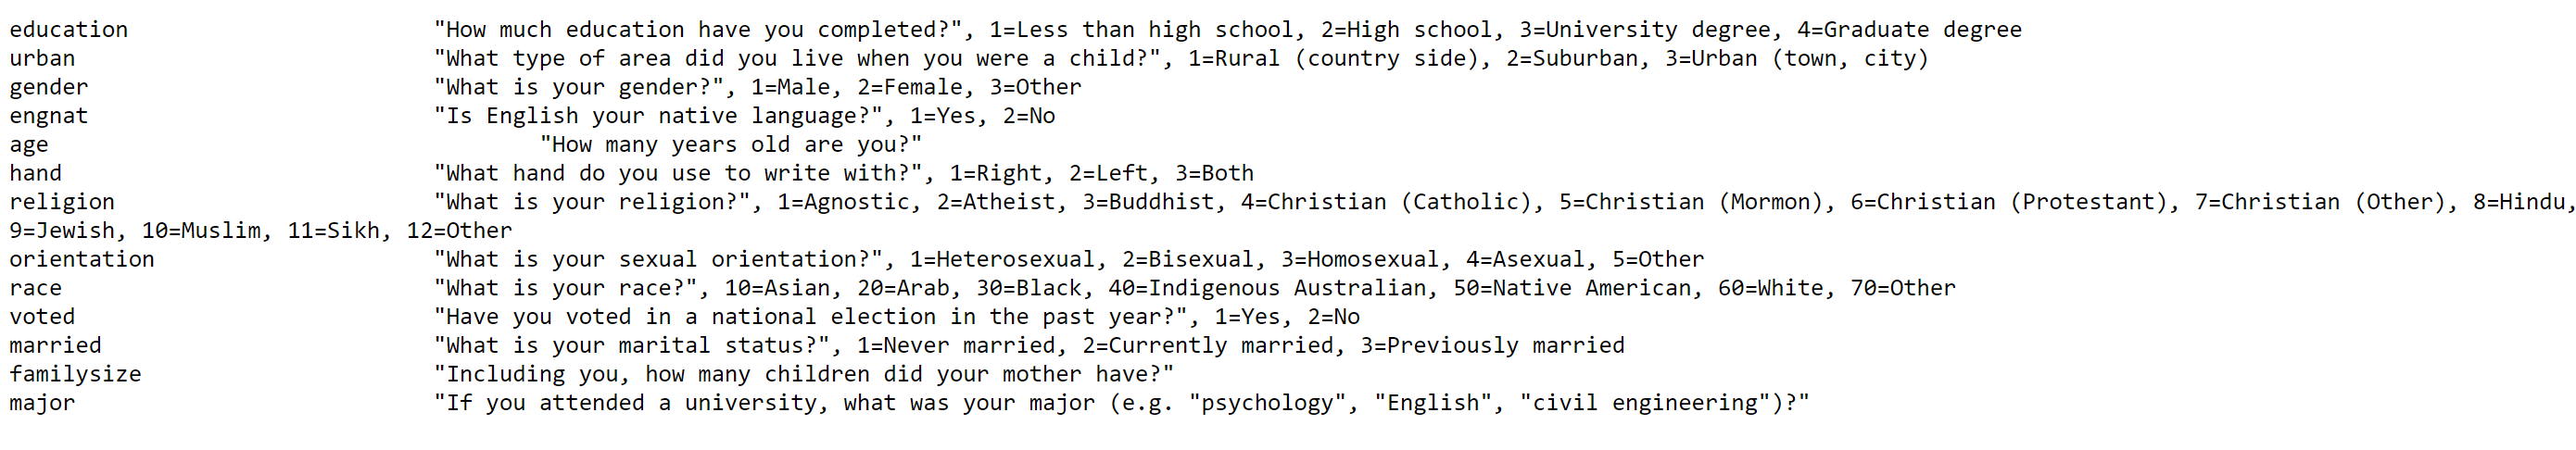 education "How much education have you completed?", 1=Less than high school, 2=High school, 3=University degree, 4=Graduate degree
urban "What type of area did you live when you were a child?", 1=Rural (country side), 2=Suburban, 3=Urban (town, city)
gender "What is your gender?", 1=Male, 2=Female, 3=Other
engnat "Is English your native language?", 1=Yes, 2=No
age "How many years old are you?"
hand "What hand do you use to write with?", 1=Right, 2=Left, 3=Both
religion "What is your religion?", 1=Agnostic, 2=Atheist, 3=Buddhist, 4=Christian (Catholic), 5=Christian (Mormon), 6=Christian (Protestant), 7=Christian (Other), 8=Hindu,
9=Jewish, 10=Muslim, 11=Sikh, 12=Other
orientation "What is your sexual orientation?", 1=Heterosexual, 2=Bisexual, 3=Homosexual, 4=Asexual, 5=Other
race "What is your race?", 10=Asian, 20=Arab, 30=Black, 40=Indigenous Australian, 50=Native American, 60=White, 70=Other
voted "Have you voted in a national election in the past year?", 1=Yes, 2=No
married "What is your marital status?", 1=Never married, 2=Currently married, 3=Previously married
familysize "Including you, how many children did your mother have?"
major "If you attended a university, what was your major (e.g. "psychology", "English", "civil engineering")?"